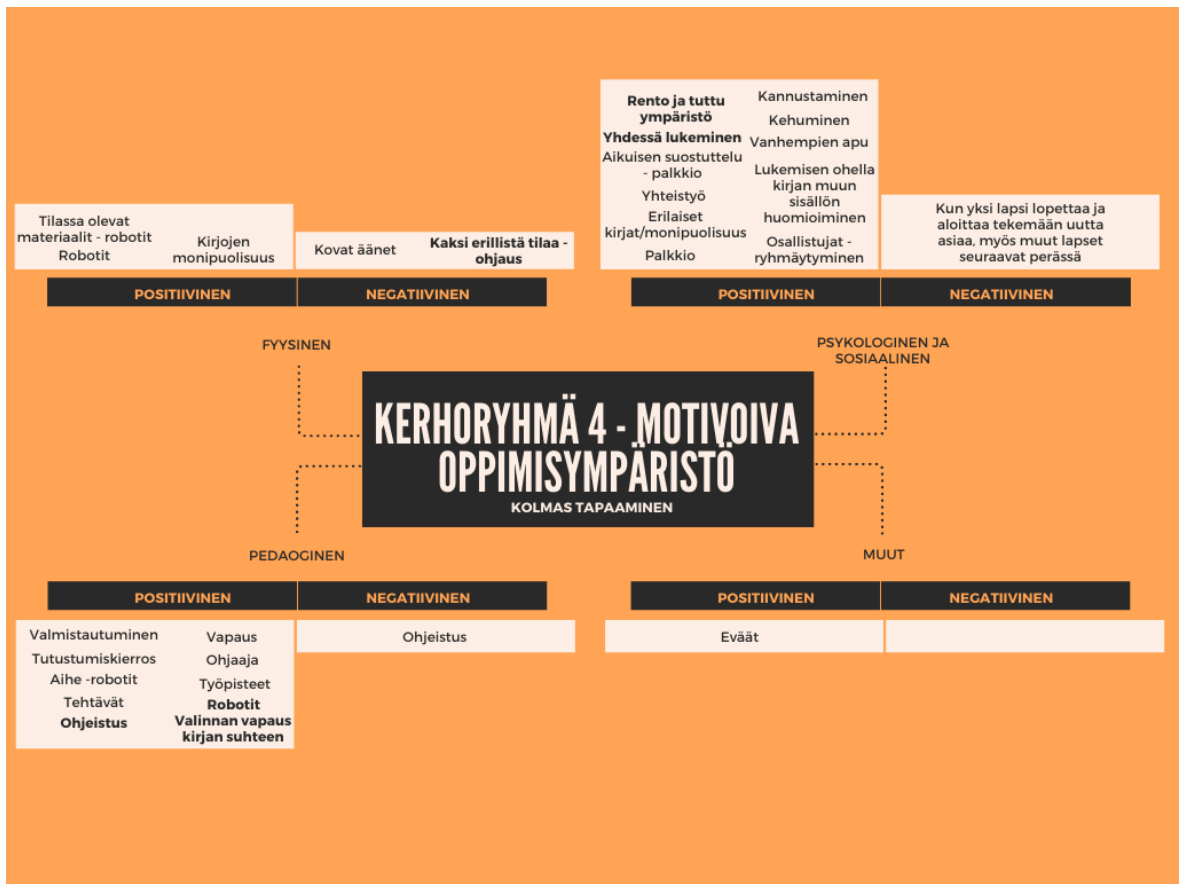 Tilassa olevat
materiaalit - robotit
Robotit
Kirjojen
monipuolisuus
Kovat äänet
Kaksi erillistä tilaa -
ohjaus
POSITIIVINEN
NEGATIIVINEN
FYYSINEN
Rento ja tuttu
ympäristö
Yhdessä lukeminen
Aikuisen suostuttelu
- palkkio
Yhteistyö
Erilaiset
kirjat/monipuolisuus
Palkkio
Kannustaminen
Kehuminen
Vanhempien apu
Lukemisen ohella
kirjan muun
sisällön
huomioiminen
Osallistujat -
ryhmäytyminen
Kun yksi lapsi lopettaa ja
aloittaa tekemään uutta
asiaa, myös muut lapset
seuraavat perässä
POSITIIVINEN
NEGATIIVINEN
PSYKOLOGINEN JA
SOSIAALINEN
KERHORYHMÄ 4 - MOTIVOIVA
OPPIMISYMPÄRISTÖ
KOLMAS TAPAAMINEN
PEDAOGINEN
POSITIIVINEN
NEGATIIVINEN
Valmistautuminen
Tutustumiskierros
Aihe -robotit
Tehtävät
Ohjeistus
Vapaus
Ohjaaja
Työpisteet
Robotit
Valinnan vapaus
kirjan suhteen
Ohjeistus
MUUT
POSITIIVINEN
NEGATIIVINEN
Eväät